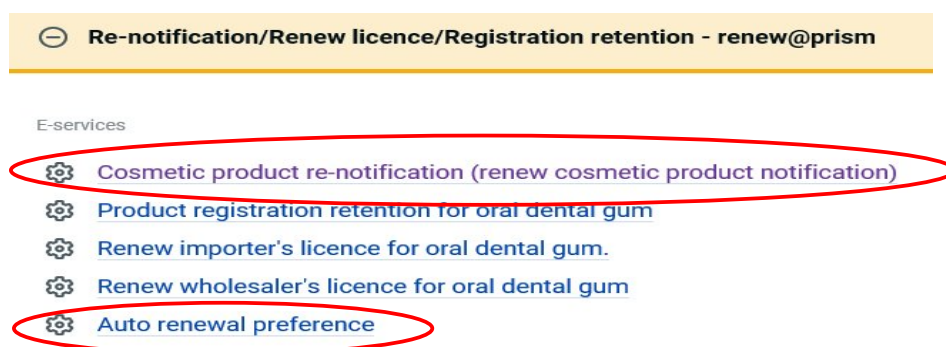 Re-notification/Renew licence/Registration retention - renew@prism
E-services
Cosmetic product re-notification (renew cosmetic product notification)
Product registration retention for oral dental gum
Renew importer's licence for oral dental gum.
Renew wholesaler's licence for oral dental gum
Auto renewal preference